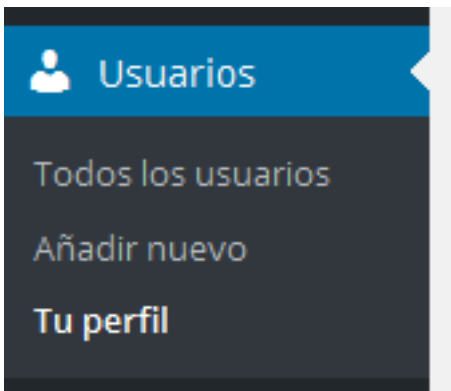 Usuarios
Todos los usuarios
Añadir nuevo
Tu perfil